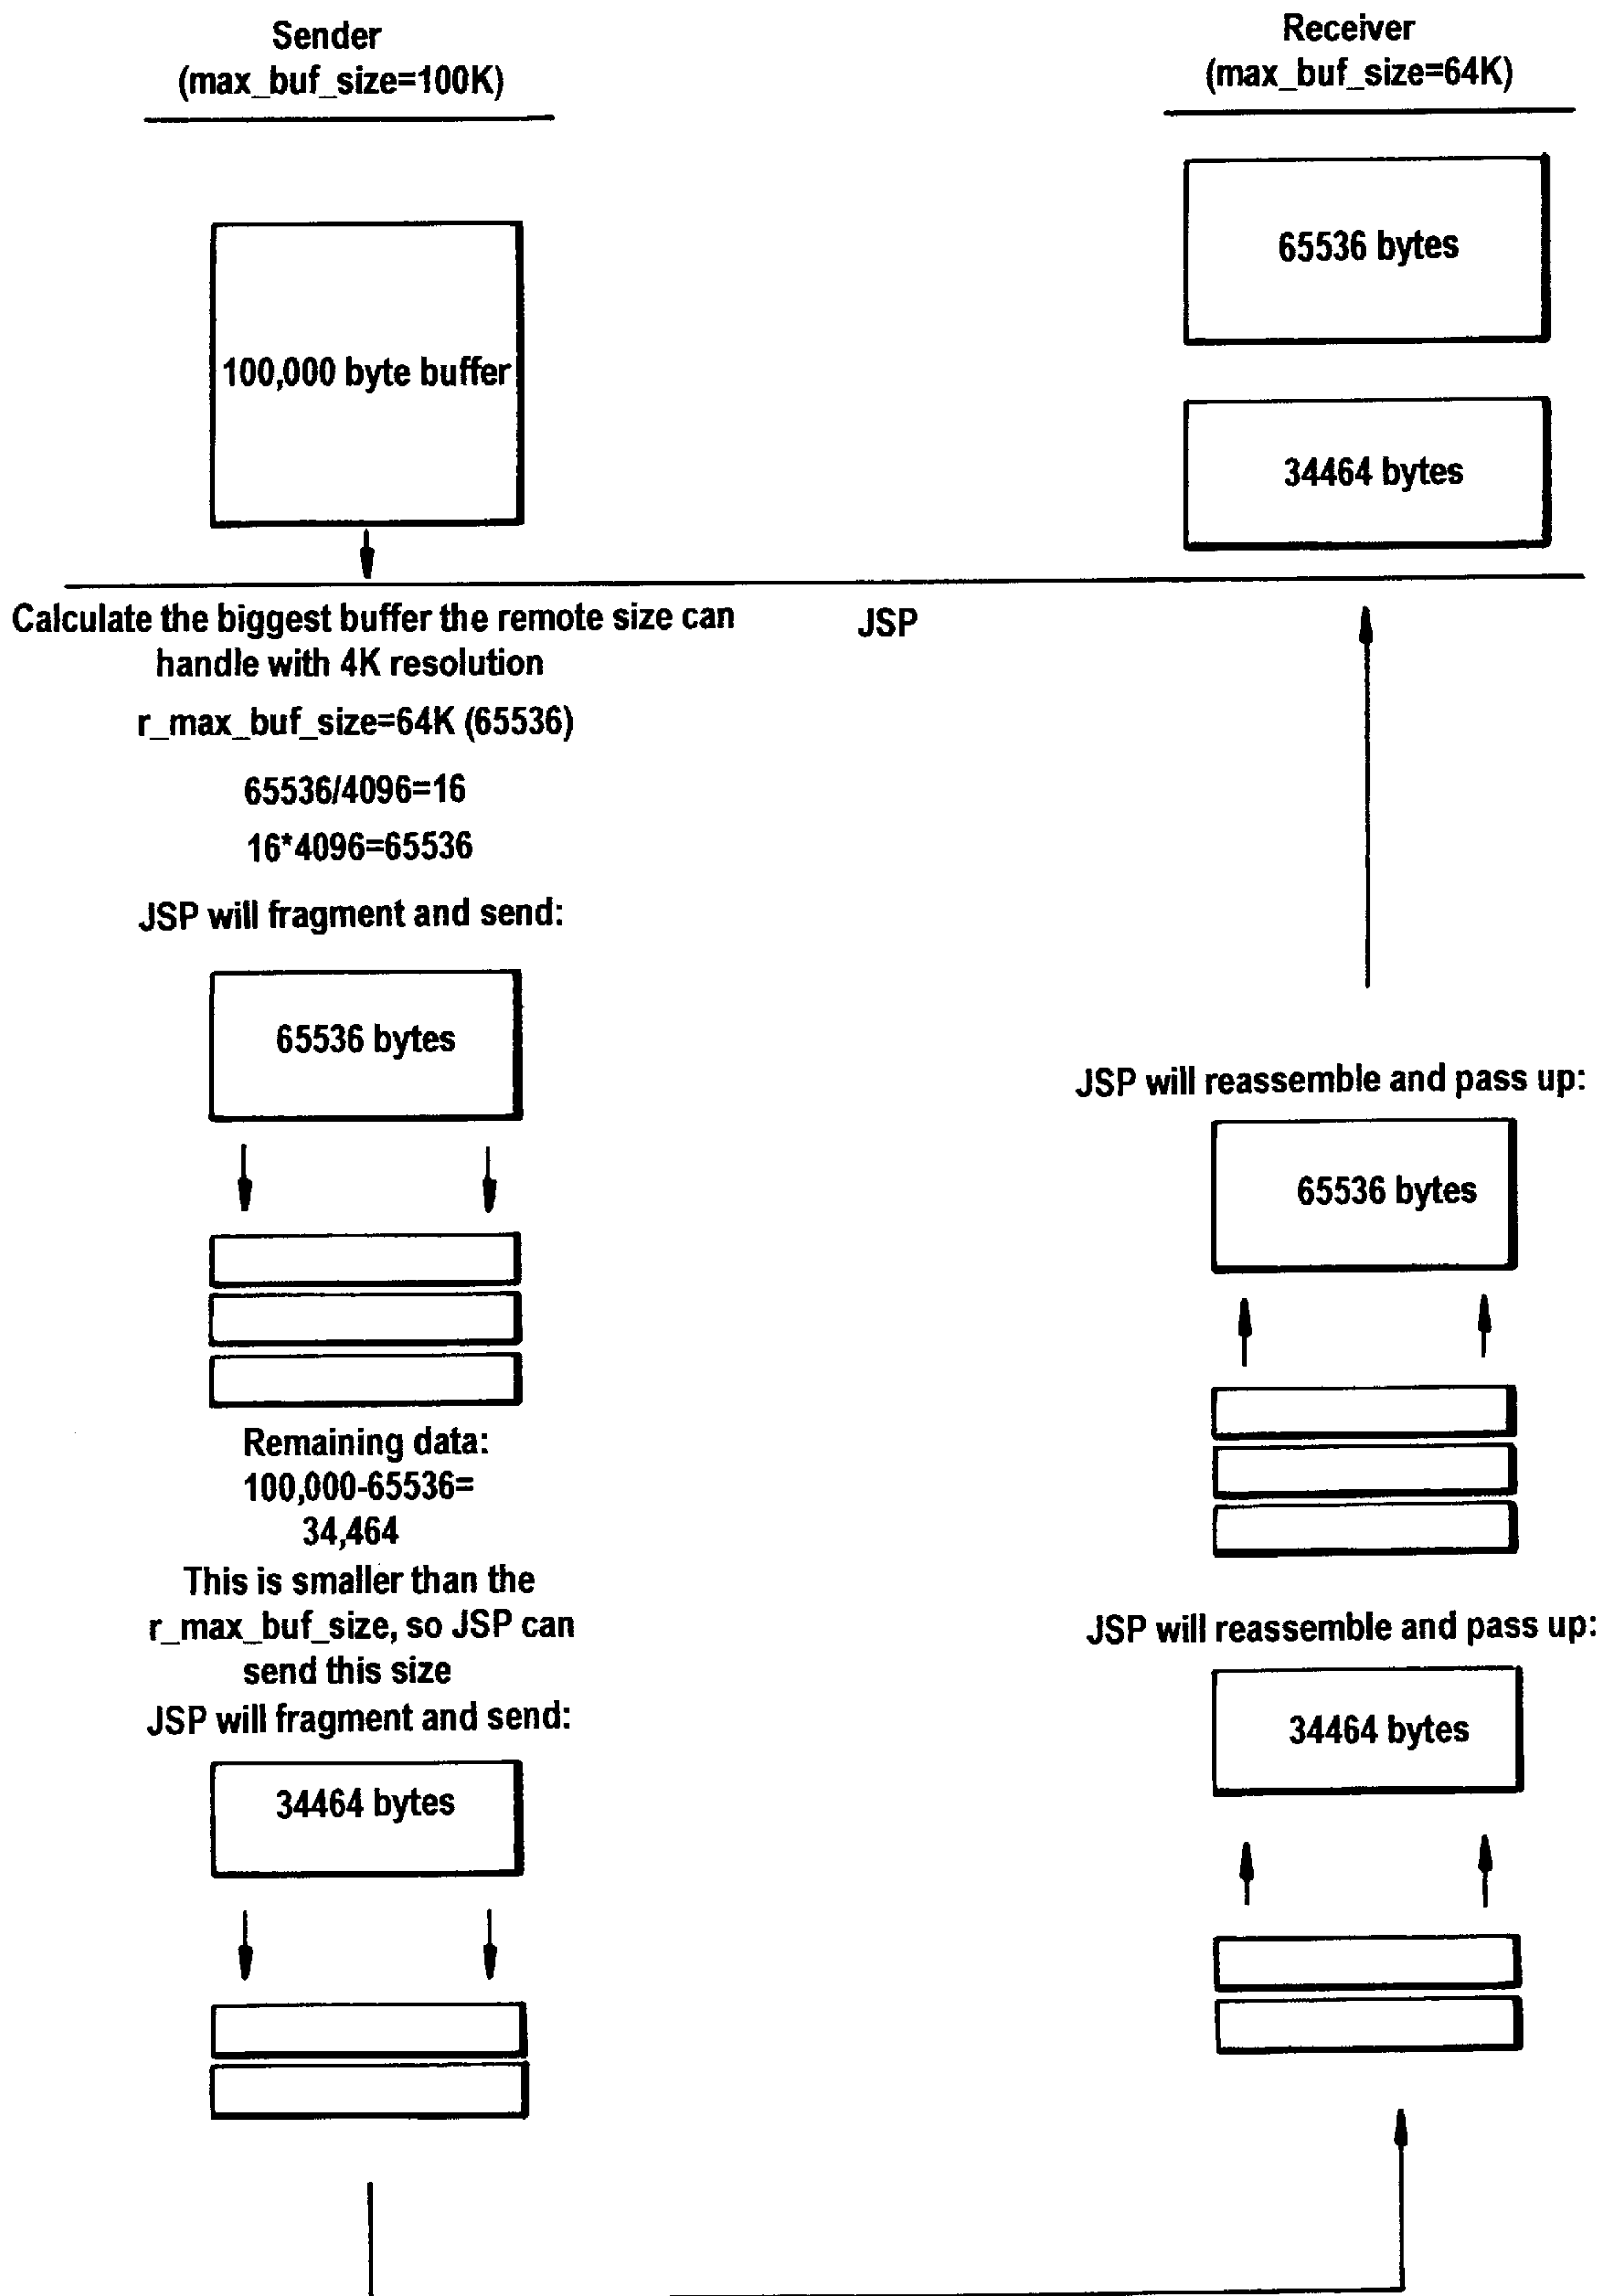 Sender
(max_buf_size=100K)
Receiver
(max_buf_size=64K)
100,000 byte buffer
65536 bytes
34464 bytes
Calculate the biggest buffer the remote size can
handle with 4K resolution
JSP
r_max_buf_size=64K (65536)
65536/4096=16
16*4096=65536
JSP will fragment and send:
65536 bytes
Remaining data:
100,000-65536=
34,464
This is smaller than the
r_max_buf_size, so JSP can
send this size
JSP will fragment and send:
34464 bytes
JSP will reassemble and pass up:
65536 bytes
JSP will reassemble and pass up:
34464 bytes